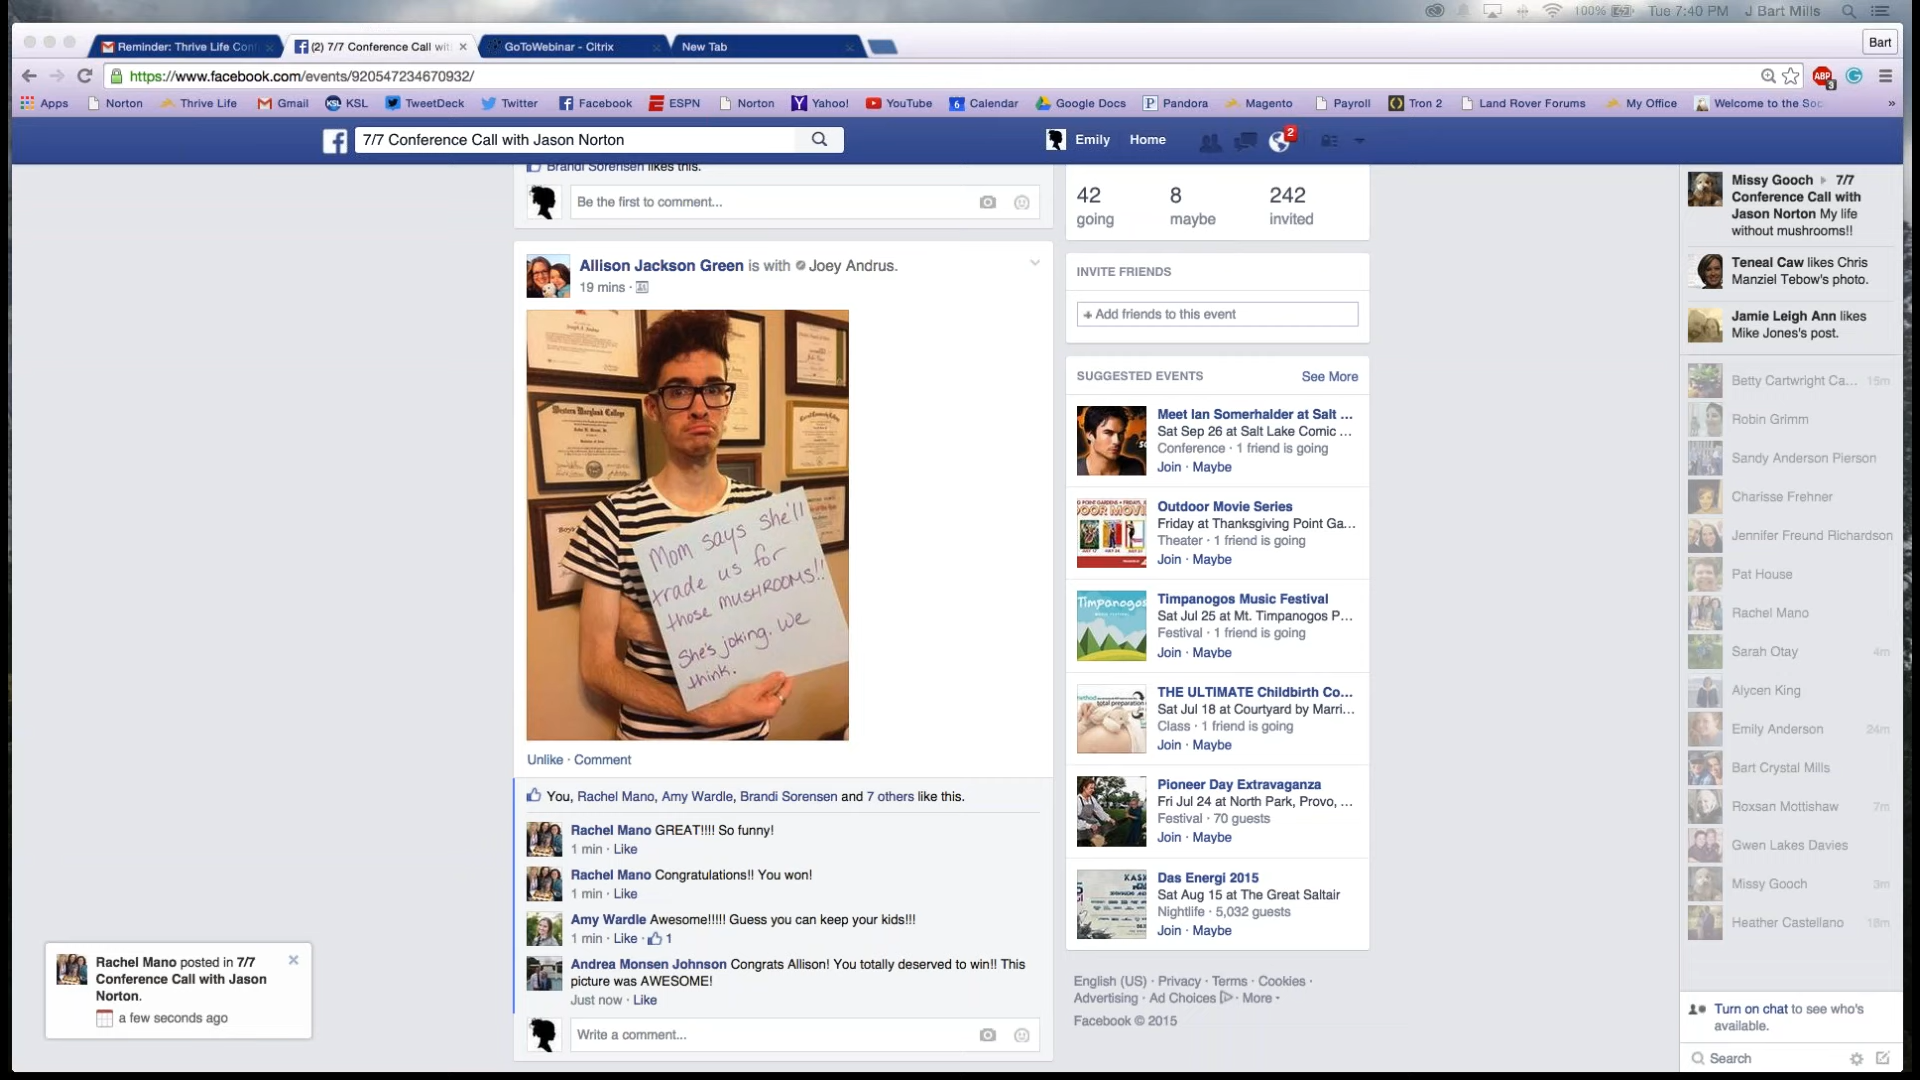 100% Tue 7:40 PM J Bart Mills
Reminder: Thrive Life Con
(2) 7/7 Conference Call wit
GoToWebinar - Citrix
New Tab
Bart
https://www.facebook.com/events/920547234670932/
ABP
3
Apps Norton Thrive Life Gmail KSL TweetDeck Twitter Facebook ESPN Norton Yahoo! YouTube 6 Calendar Google Docs Pandora Magento Payroll Tron 2 Land Rover Forums My Office Welcome to the Soc »
7/7 Conference Call with Jason Norton
Emily Home 2
Brandi Sorensen likes this.
Be the first to comment...
Allison Jackson Green is with Joey Andrus.
19 mins ·
Western Maryland College
Mom says she'll
trade us for
those MUSHROOMS!!
She's joking. We
think.
Unlike · Comment
You, Rachel Mano, Amy Wardle, Brandi Sorensen and 7 others like this.
Rachel Mano GREAT!!!! So funny!
1 min · Like
Rachel Mano Congratulations!! You won!
1 min · Like
Amy Wardle Awesome!!!!! Guess you can keep your kids!!!
1 min · Like · 1
Andrea Monsen Johnson Congrats Allison! You totally deserved to win!! This
picture was AWESOME!
Just now · Like
Write a comment...
Rachel Mano posted in 7/7
Conference Call with Jason
Norton.
a few seconds ago
42 8 242
going maybe invited
INVITE FRIENDS
+ Add friends to this event
SUGGESTED EVENTS See More
Meet Ian Somerhalder at Salt ...
Sat Sep 26 at Salt Lake Comic ...
Conference · 1 friend is going
Join · Maybe
Outdoor Movie Series
Friday at Thanksgiving Point Ga...
Theater · 1 friend is going
Join · Maybe
Timpanogos
Timpanogos Music Festival
Sat Jul 25 at Mt. Timpanogos P...
Festival · 1 friend is going
Join · Maybe
total preparation
THE ULTIMATE Childbirth Co...
Sat Jul 18 at Courtyard by Marri...
Class · 1 friend is going
Join · Maybe
Pioneer Day Extravaganza
Fri Jul 24 at North Park, Provo, ...
Festival · 70 guests
Join · Maybe
Das Energi 2015
Sat Aug 15 at The Great Saltair
Nightlife · 5,032 guests
Join · Maybe
English (US) · Privacy · Terms · Cookies ·
Advertising · Ad Choices · More
Facebook © 2015
Missy Gooch ▸ 7/7
Conference Call with
Jason Norton My life
without mushrooms!!
Teneal Caw likes Chris
Manziel Tebow's photo.
Jamie Leigh Ann likes
Mike Jones's post.
Betty Cartwright Ca... 15m
Robin Grimm
Sandy Anderson Pierson
Charisse Frehner
Jennifer Freund Richardson
Pat House
Rachel Mano
Sarah Otay 4m
Alycen King
Emily Anderson 24m
Bart Crystal Mills
Roxsan Mottishaw 7m
Gwen Lakes Davies
Missy Gooch 3m
Heather Castellano 18m
Turn on chat to see who's
available.
Search